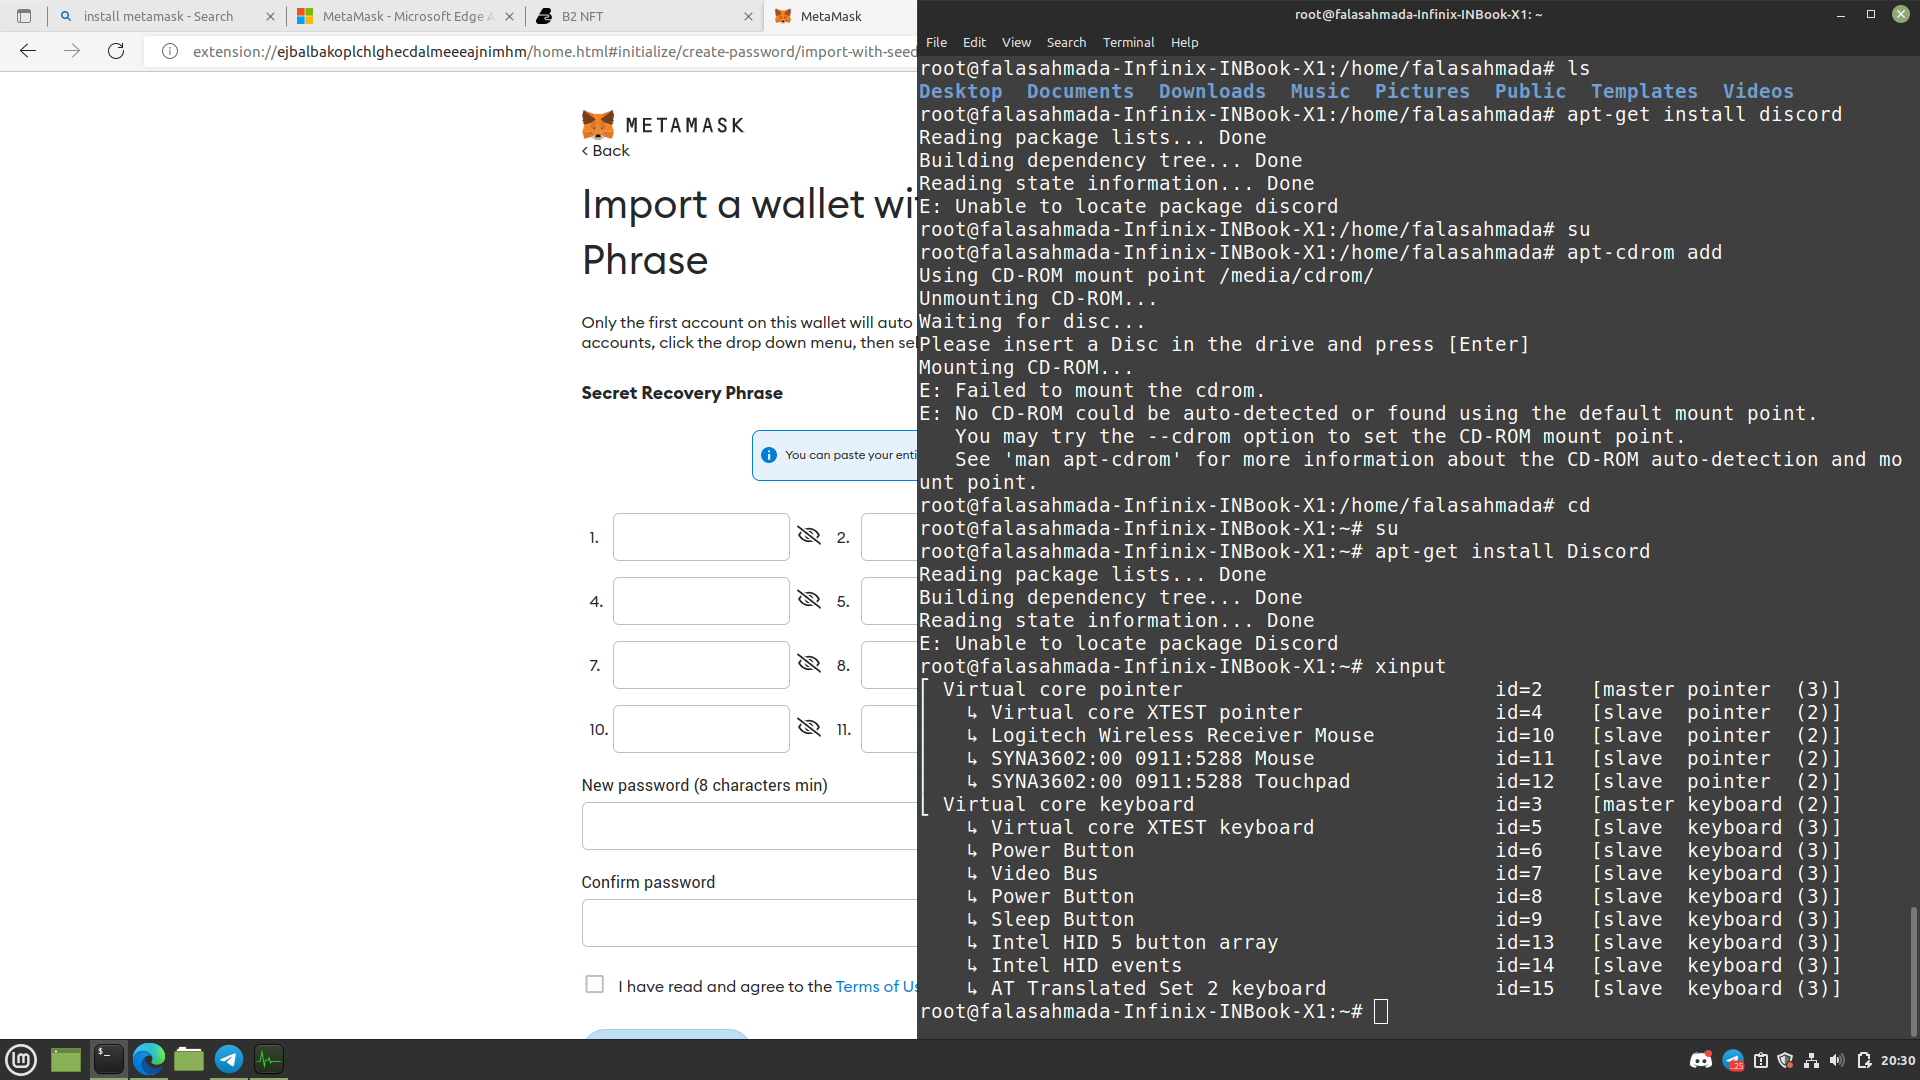 install metamask - Search
MetaMask - Microsoft Edge A
B2 NFT
MetaMask
extension://ejbalbakoplchlghecdalmeeeajnimhm/home.html#initialize/create-password/import-with-seed
METAMASK
< Back
Import a wallet wit
Phrase
Only the first account on this wallet will auto
accounts, click the drop down menu, then sel
Secret Recovery Phrase
You can paste your enti
1.
2.
4.
5.
7.
8.
10.
11.
New password (8 characters min)
Confirm password
I have read and agree to the Terms of Us
root@falasahmada-Infinix-INBook-X1: ~
File Edit View Search Terminal Help
root@falasahmada-Infinix-INBook-X1:/home/falasahmada# ls
Desktop Documents Downloads Music Pictures Public Templates Videos
root@falasahmada-Infinix-INBook-X1:/home/falasahmada# apt-get install discord
Reading package lists... Done
Building dependency tree... Done
Reading state information... Done
E: Unable to locate package discord
root@falasahmada-Infinix-INBook-X1:/home/falasahmada# su
root@falasahmada-Infinix-INBook-X1:/home/falasahmada# apt-cdrom add
Using CD-ROM mount point /media/cdrom/
Unmounting CD-ROM...
Waiting for disc...
Please insert a Disc in the drive and press [Enter]
Mounting CD-ROM...
E: Failed to mount the cdrom.
E: No CD-ROM could be auto-detected or found using the default mount point.
You may try the --cdrom option to set the CD-ROM mount point.
See 'man apt-cdrom' for more information about the CD-ROM auto-detection and mo
unt point.
root@falasahmada-Infinix-INBook-X1:/home/falasahmada# cd
root@falasahmada-Infinix-INBook-X1:~# su
root@falasahmada-Infinix-INBook-X1:~# apt-get install Discord
Reading package lists... Done
Building dependency tree... Done
Reading state information... Done
E: Unable to locate package Discord
root@falasahmada-Infinix-INBook-X1:~# xinput
⎡ Virtual core pointer id=2 [master pointer (3)]
⎜ ↳ Virtual core XTEST pointer id=4 [slave pointer (2)]
⎜ ↳ Logitech Wireless Receiver Mouse id=10 [slave pointer (2)]
⎜ ↳ SYNA3602:00 0911:5288 Mouse id=11 [slave pointer (2)]
⎜ ↳ SYNA3602:00 0911:5288 Touchpad id=12 [slave pointer (2)]
⎣ Virtual core keyboard id=3 [master keyboard (2)]
↳ Virtual core XTEST keyboard id=5 [slave keyboard (3)]
↳ Power Button id=6 [slave keyboard (3)]
↳ Video Bus id=7 [slave keyboard (3)]
↳ Power Button id=8 [slave keyboard (3)]
↳ Sleep Button id=9 [slave keyboard (3)]
↳ Intel HID 5 button array id=13 [slave keyboard (3)]
↳ Intel HID events id=14 [slave keyboard (3)]
↳ AT Translated Set 2 keyboard id=15 [slave keyboard (3)]
root@falasahmada-Infinix-INBook-X1:~#
25
20:30